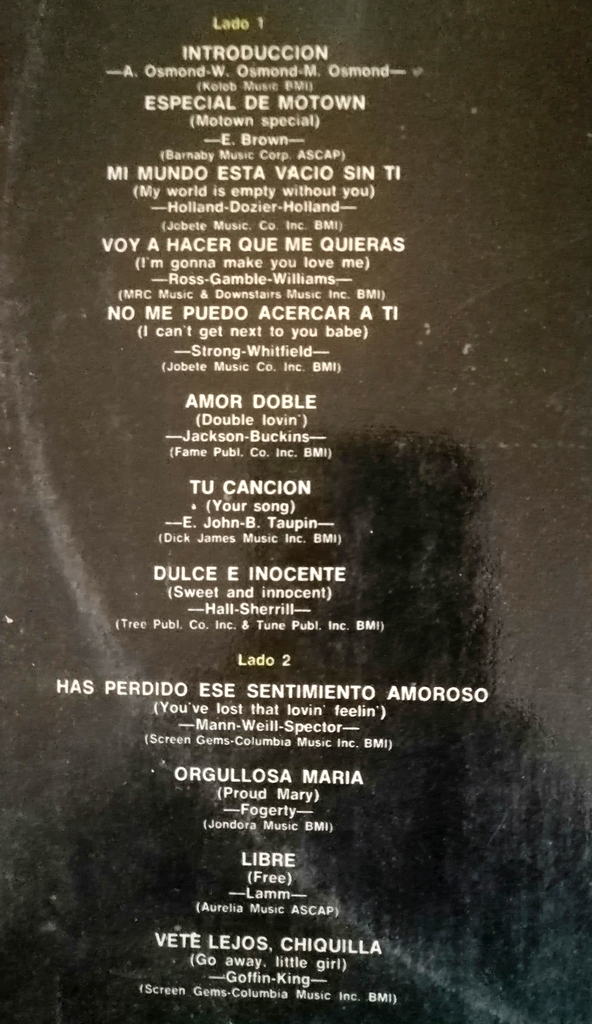 Lado 1
INTRODUCCION
—A. Osmond-W. Osmond-M. Osmond—
(Kolob Music BMI)
ESPECIAL DE MOTOWN
(Motown special)
—E. Brown—
(Barnaby Music Corp. ASCAP)
MI MUNDO ESTA VACIO SIN TI
(My world is empty without you)
—Holland-Dozier-Holland—
(Jobete Music. Co. Inc. BMI)
VOY A HACER QUE ME QUIERAS
(I'm gonna make you love me)
—Ross-Gamble-Williams—
(MRC Music & Downstairs Music Inc. BMI)
NO ME PUEDO ACERCAR A TI
(I can't get next to you babe)
—Strong-Whitfield—
(Jobete Music Co. Inc. BMI)
AMOR DOBLE
(Double lovin')
—Jackson-Buckins—
(Fame Publ. Co. Inc. BMI)
TU CANCION
(Your song)
—E. John-B. Taupin—
(Dick James Music Inc. BMI)
DULCE E INOCENTE
(Sweet and innocent)
—Hall-Sherrill—
(Tree Publ. Co. Inc. & Tune Publ. Inc. BMI)
Lado 2
HAS PERDIDO ESE SENTIMIENTO AMOROSO
(You've lost that lovin' feelin')
—Mann-Weill-Spector—
(Screen Gems-Columbia Music Inc. BMI)
ORGULLOSA MARIA
(Proud Mary)
—Fogerty—
(Jondora Music BMI)
LIBRE
(Free)
—Lamm—
(Aurelia Music ASCAP)
VETE LEJOS, CHIQUILLA
(Go away, little girl)
—Goffin-King—
(Screen Gems-Columbia Music Inc. BMI)